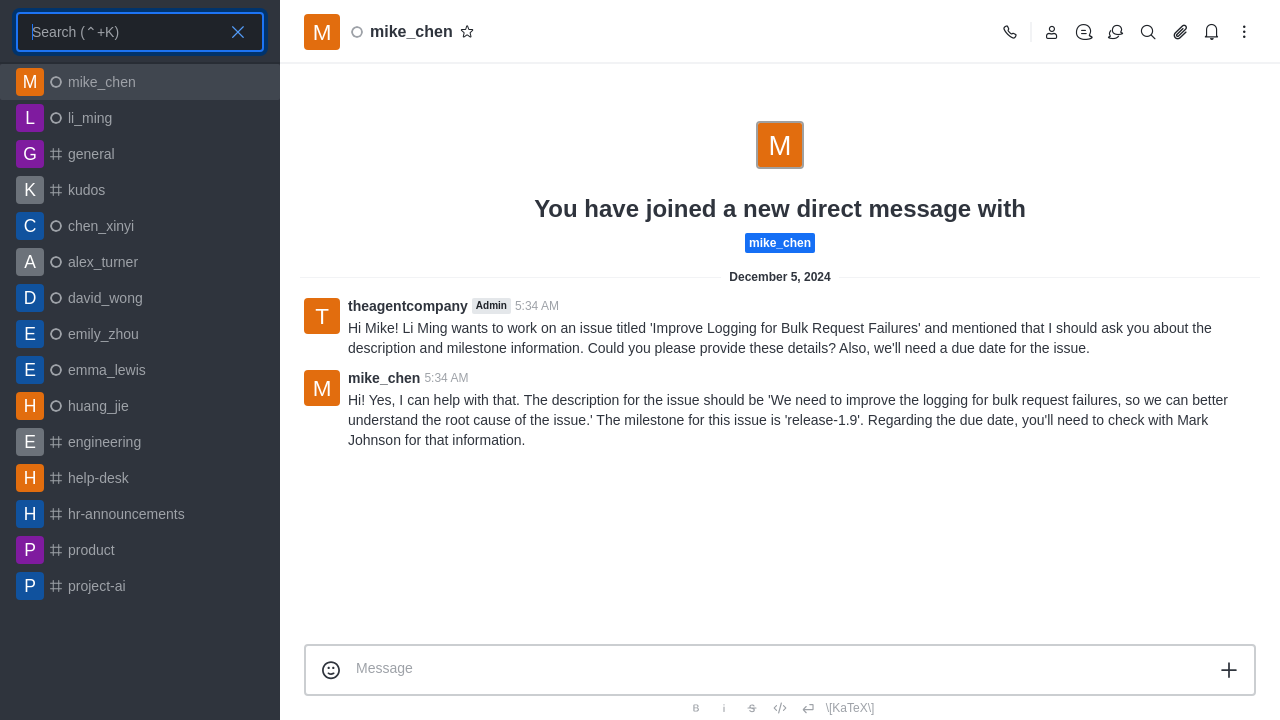 Search (⌃+K)
M mike_chen
L li_ming
G general
K kudos
C chen_xinyi
A alex_turner
D david_wong
E emily_zhou
E emma_lewis
H huang_jie
E engineering
H help-desk
H hr-announcements
P product
P project-ai
M mike_chen
M
You have joined a new direct message with
mike_chen
December 5, 2024
T theagentcompany Admin 5:34 AM
Hi Mike! Li Ming wants to work on an issue titled 'Improve Logging for Bulk Request Failures' and mentioned that I should ask you about the
description and milestone information. Could you please provide these details? Also, we'll need a due date for the issue.
M mike_chen 5:34 AM
Hi! Yes, I can help with that. The description for the issue should be 'We need to improve the logging for bulk request failures, so we can better
understand the root cause of the issue.' The milestone for this issue is 'release-1.9'. Regarding the due date, you'll need to check with Mark
Johnson for that information.
Message
B i S \[KaTeX\]